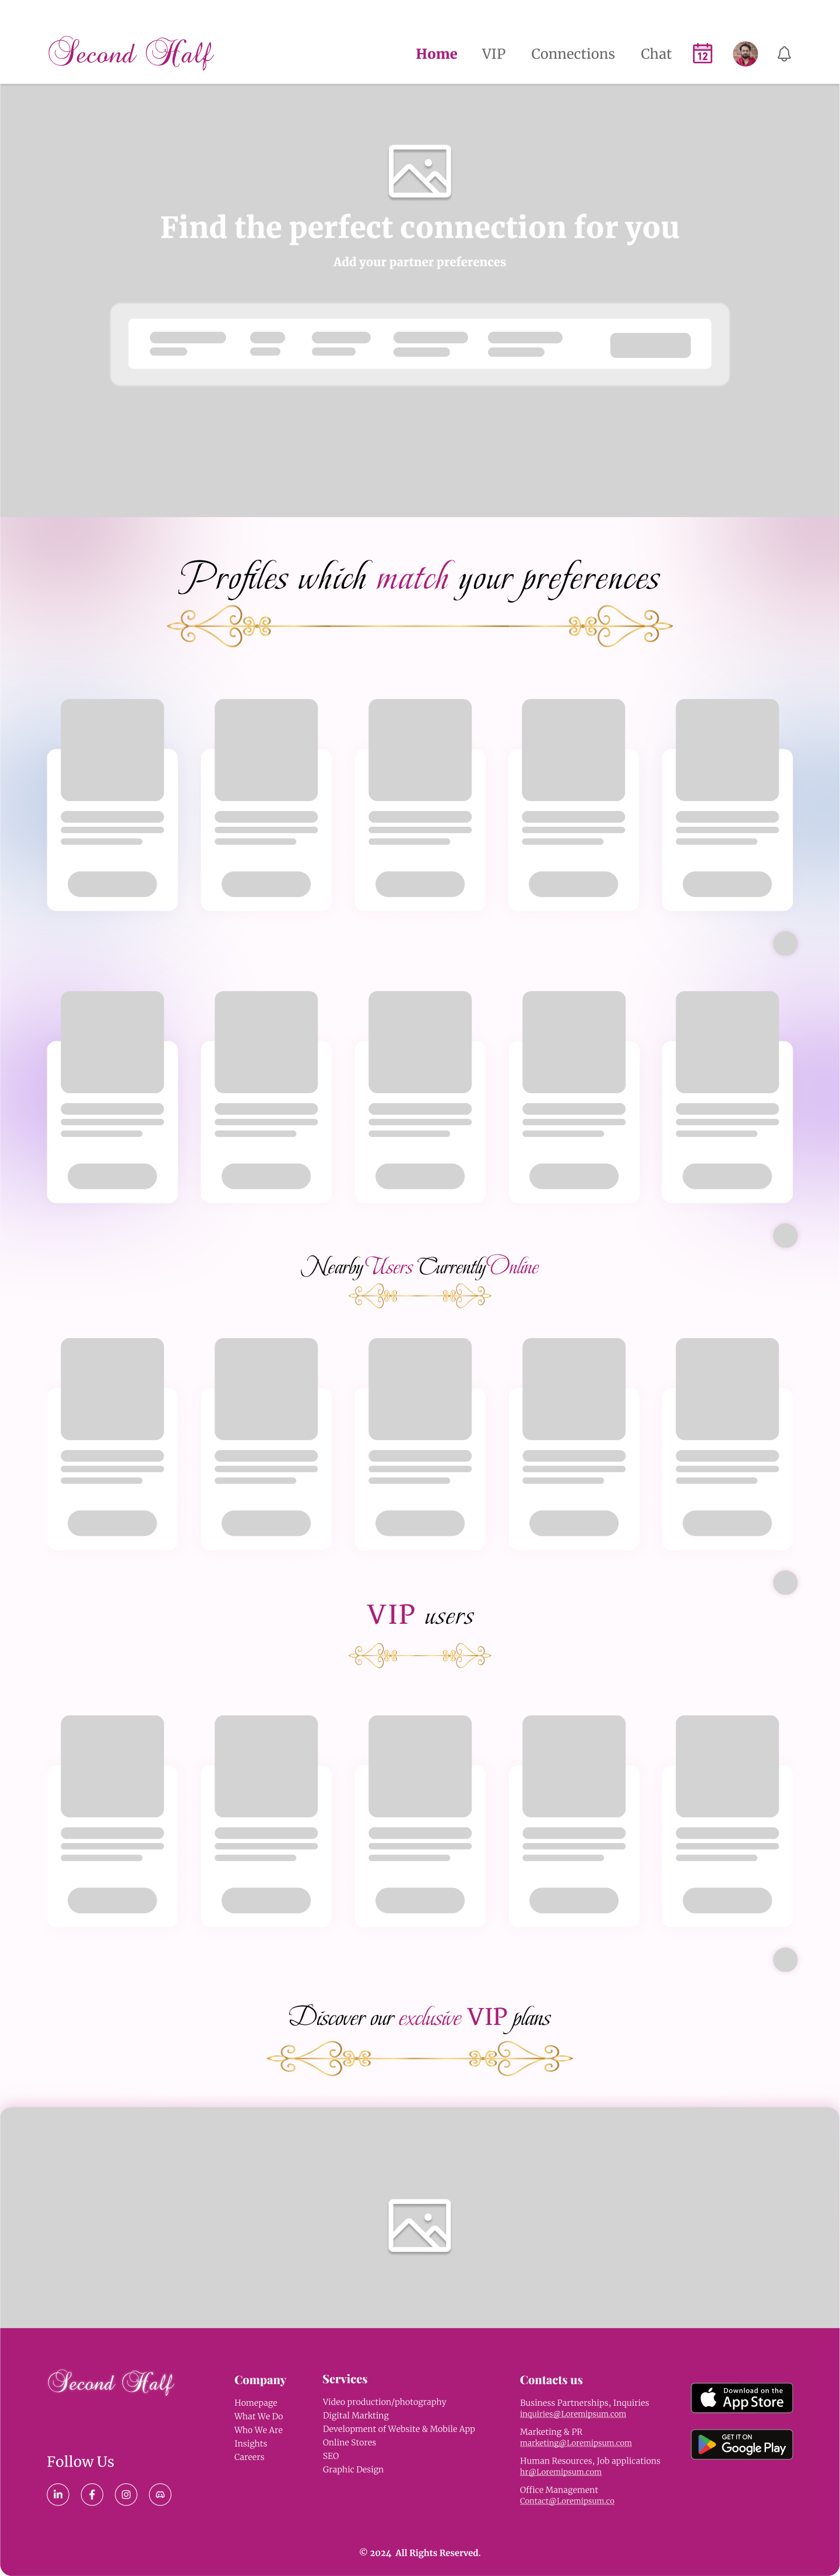 Second Half
Home VIP Connections Chat 12
Find the perfect connection for you
Add your partner preferences
Profiles which match your preferences
Nearby Users Currently Online
VIP users
Discover our exclusive VIP plans
Second Half
Follow Us
in
Company
Homepage
What We Do
Who We Are
Insights
Careers
Services
Video production/photography
Digital Markting
Development of Website & Mobile App
Online Stores
SEO
Graphic Design
Contacts us
Business Partnerships, Inquiries
inquiries@Loremipsum.com
Marketing & PR
marketing@Loremipsum.com
Human Resources, Job applications
hr@Loremipsum.com
Office Management
Contact@Loremipsum.co
Download on the
App Store
GET IT ON
Google Play
© 2024 All Rights Reserved.